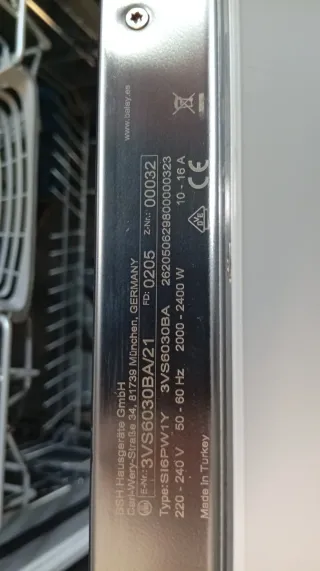 www.balay.es
BSH Hausgeräte GmbH
Carl-Wery-Straße 34, 81739 München, GERMANY
E-Nr.: 3VS6030BA/21 FD: 0205 Z-Nr.: 00032
Type:SI6PW1Y 3VS6030BA 262050629800000323
220 - 240 V 50 - 60 Hz 2000 - 2400 W 10 - 16 A
Made in Turkey
CE